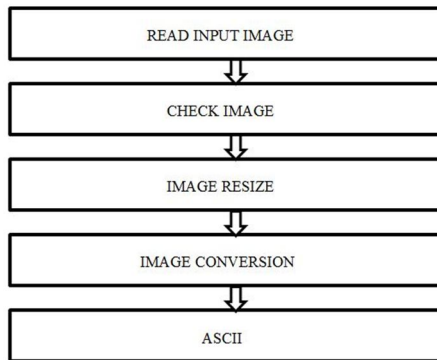 READ INPUT IMAGE
CHECK IMAGE
IMAGE RESIZE
IMAGE CONVERSION
ASCII